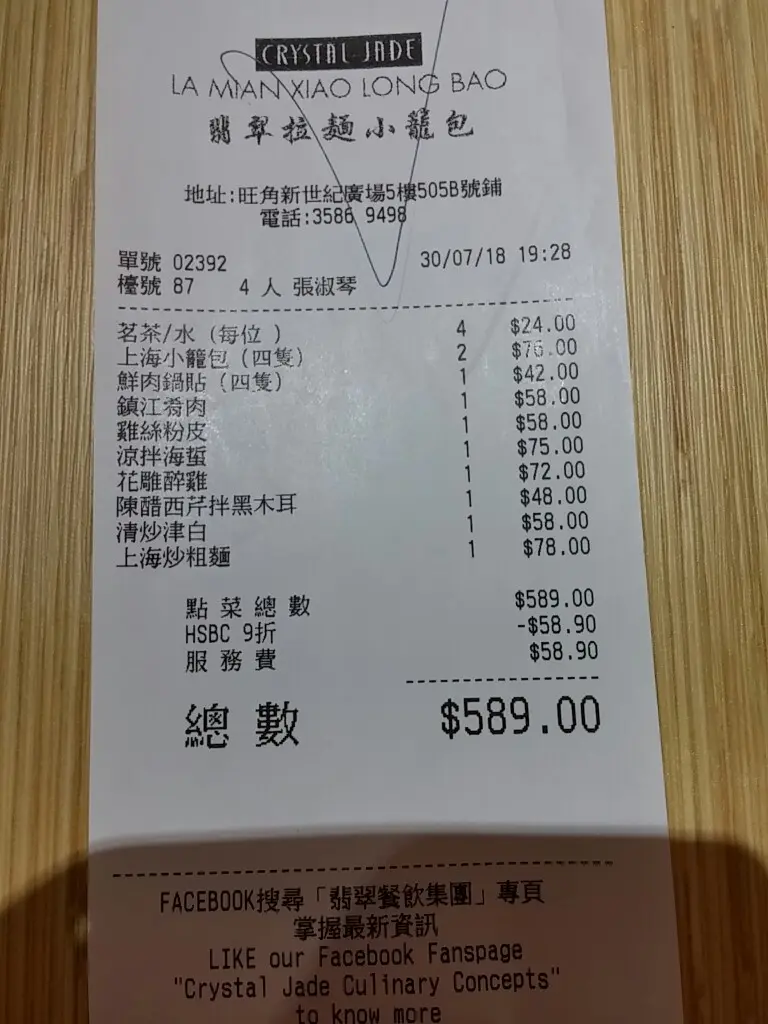 CRYSTAL JADE
LA MIAN XIAO LONG BAO
翡翠拉麵小籠包
地址:旺角新世紀廣場5樓505B號鋪
電話:3586 9498
單號 02392 30/07/18 19:28
檯號 87 4 人 張淑琴
茗茶/水 (每位 ) 4 $24.00
上海小籠包 (四隻) 2 $76.00
鮮肉鍋貼 (四隻) 1 $42.00
鎮江肴肉 1 $58.00
雞絲粉皮 1 $58.00
涼拌海蜇 1 $75.00
花雕醉雞 1 $72.00
陳醋西芹拌黑木耳 1 $48.00
清炒津白 1 $58.00
上海炒粗麵 1 $78.00
點菜總數 $589.00
HSBC 9折 -$58.90
服務費 $58.90
總數 $589.00
FACEBOOK搜尋「翡翠餐飲集團」專頁
掌握最新資訊
LIKE our Facebook Fanspage
"Crystal Jade Culinary Concepts"
to know more